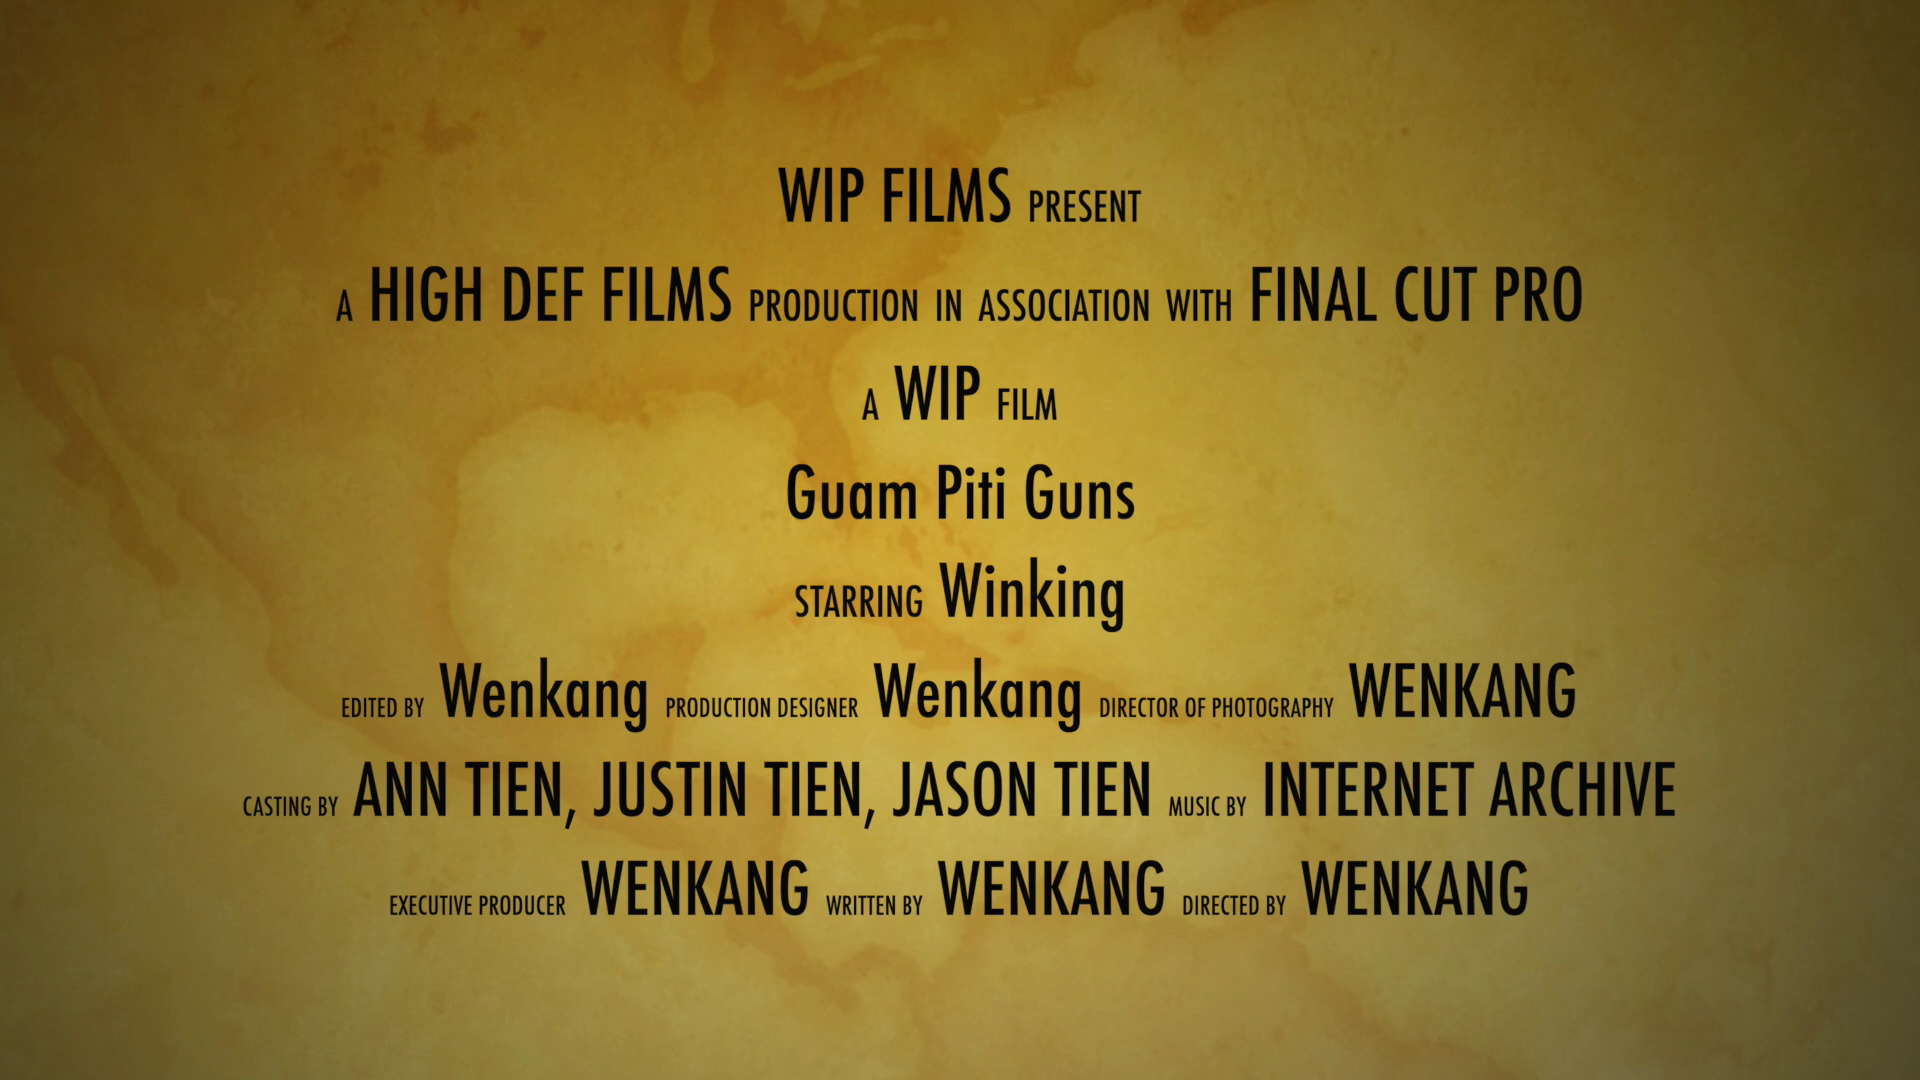 WIP FILMS PRESENT
A HIGH DEF FILMS PRODUCTION IN ASSOCIATION WITH FINAL CUT PRO
A WIP FILM
Guam Piti Guns
STARRING Winking
EDITED BY Wenkang PRODUCTION DESIGNER Wenkang DIRECTOR OF PHOTOGRAPHY WENKANG
CASTING BY ANN TIEN, JUSTIN TIEN, JASON TIEN MUSIC BY INTERNET ARCHIVE
EXECUTIVE PRODUCER WENKANG WRITTEN BY WENKANG DIRECTED BY WENKANG